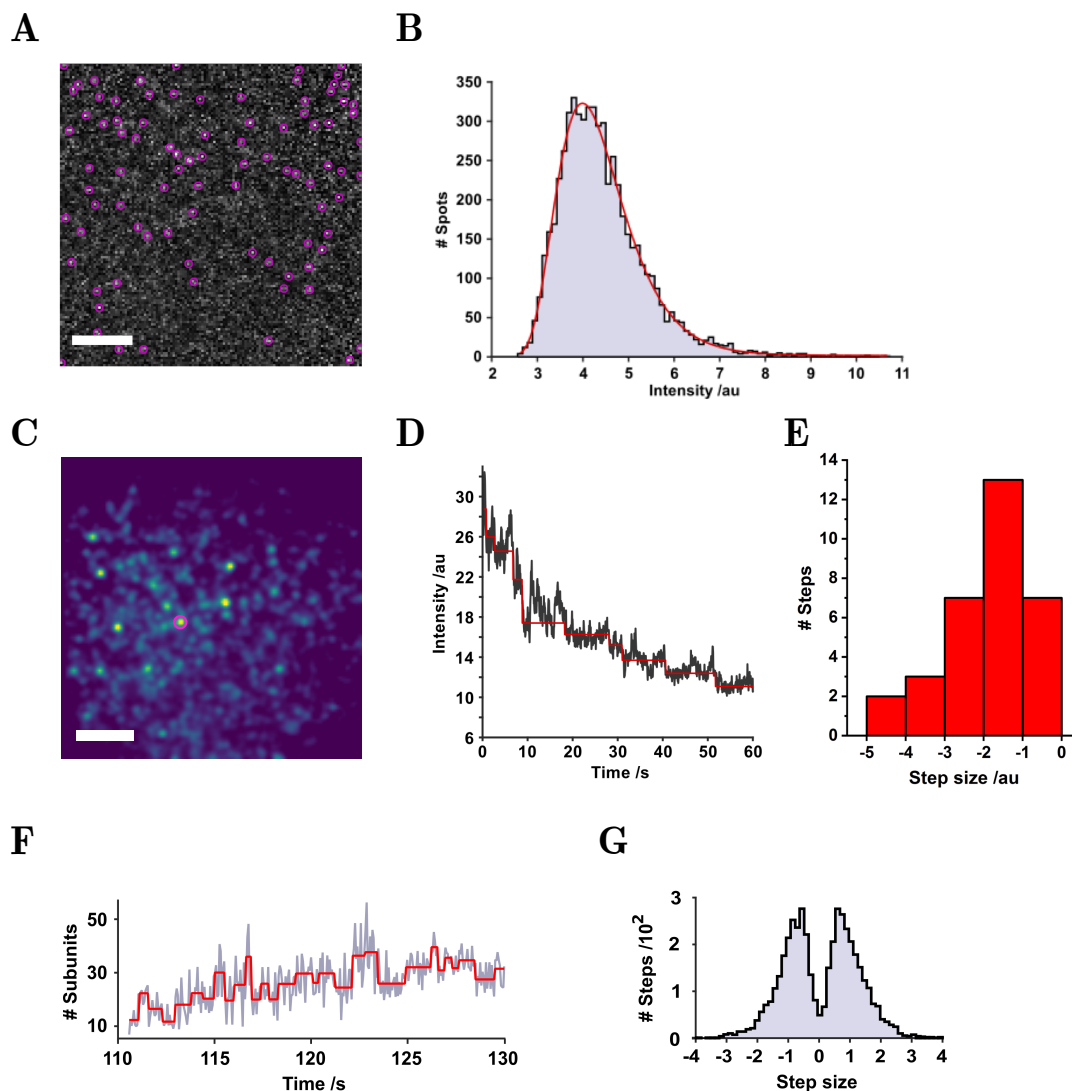 A
B
350
300
250
200
150
100
50
0
# Spots
2 3 4 5 6 7 8 9 10 11
Intensity /au
C
D
30
26
22
18
14
10
6
Intensity /au
0 10 20 30 40 50 60
Time /s
E
14
12
10
8
6
4
2
0
# Steps
-5 -4 -3 -2 -1 0
Step size /au
F
50
30
10
# Subunits
110 115 120 125 130
Time /s
G
3
2
1
0
# Steps /10²
-4 -3 -2 -1 0 1 2 3 4
Step size